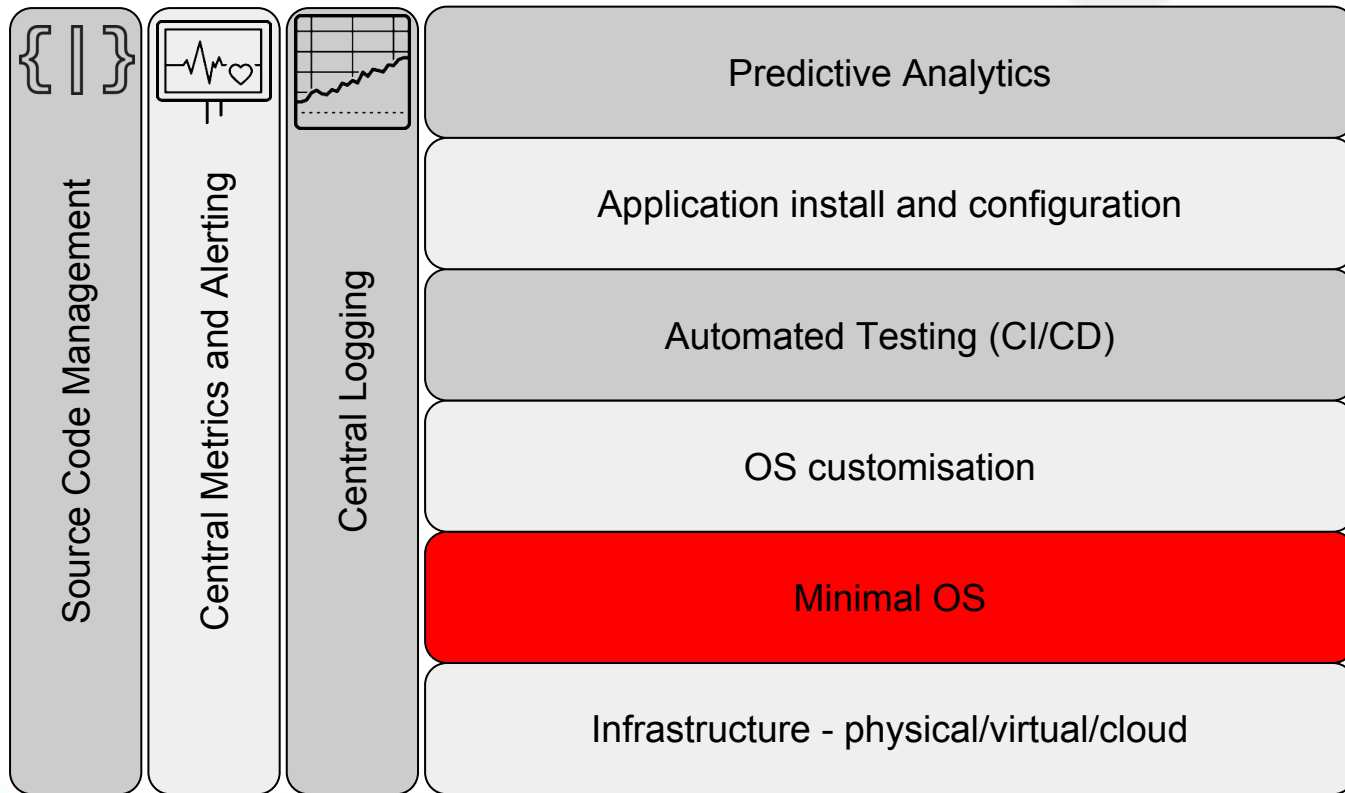 {|}
Source Code Management
Central Metrics and Alerting
Central Logging
Predictive Analytics
Application install and configuration
Automated Testing (CI/CD)
OS customisation
Minimal OS
Infrastructure - physical/virtual/cloud